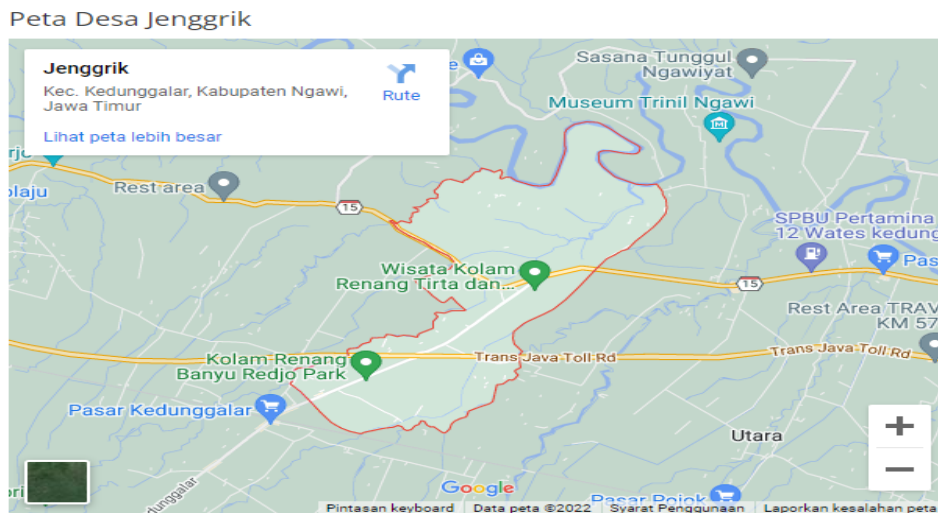 Peta Desa Jenggrik
Jenggrik
Kec. Kedunggalar, Kabupaten Ngawi,
Jawa Timur
Rute
Lihat peta lebih besar
Sasana Tunggul
Ngawiyat
Museum Trinil Ngawi
Rest area
15
SPBU Pertamina
12 Wates kedung
Pas
Wisata Kolam
Renang Tirta dan...
15
Rest Area TRAV
KM 57
Kolam Renang
Banyu Redjo Park
Trans Java Toll Rd
Trans Java Toll Rd
Pasar Kedunggalar
Utara
+
−
dunggalar
Google
Pasar Pojok
Pintasan keyboard
Data peta ©2022
Syarat Penggunaan
Laporkan kesalahan peta